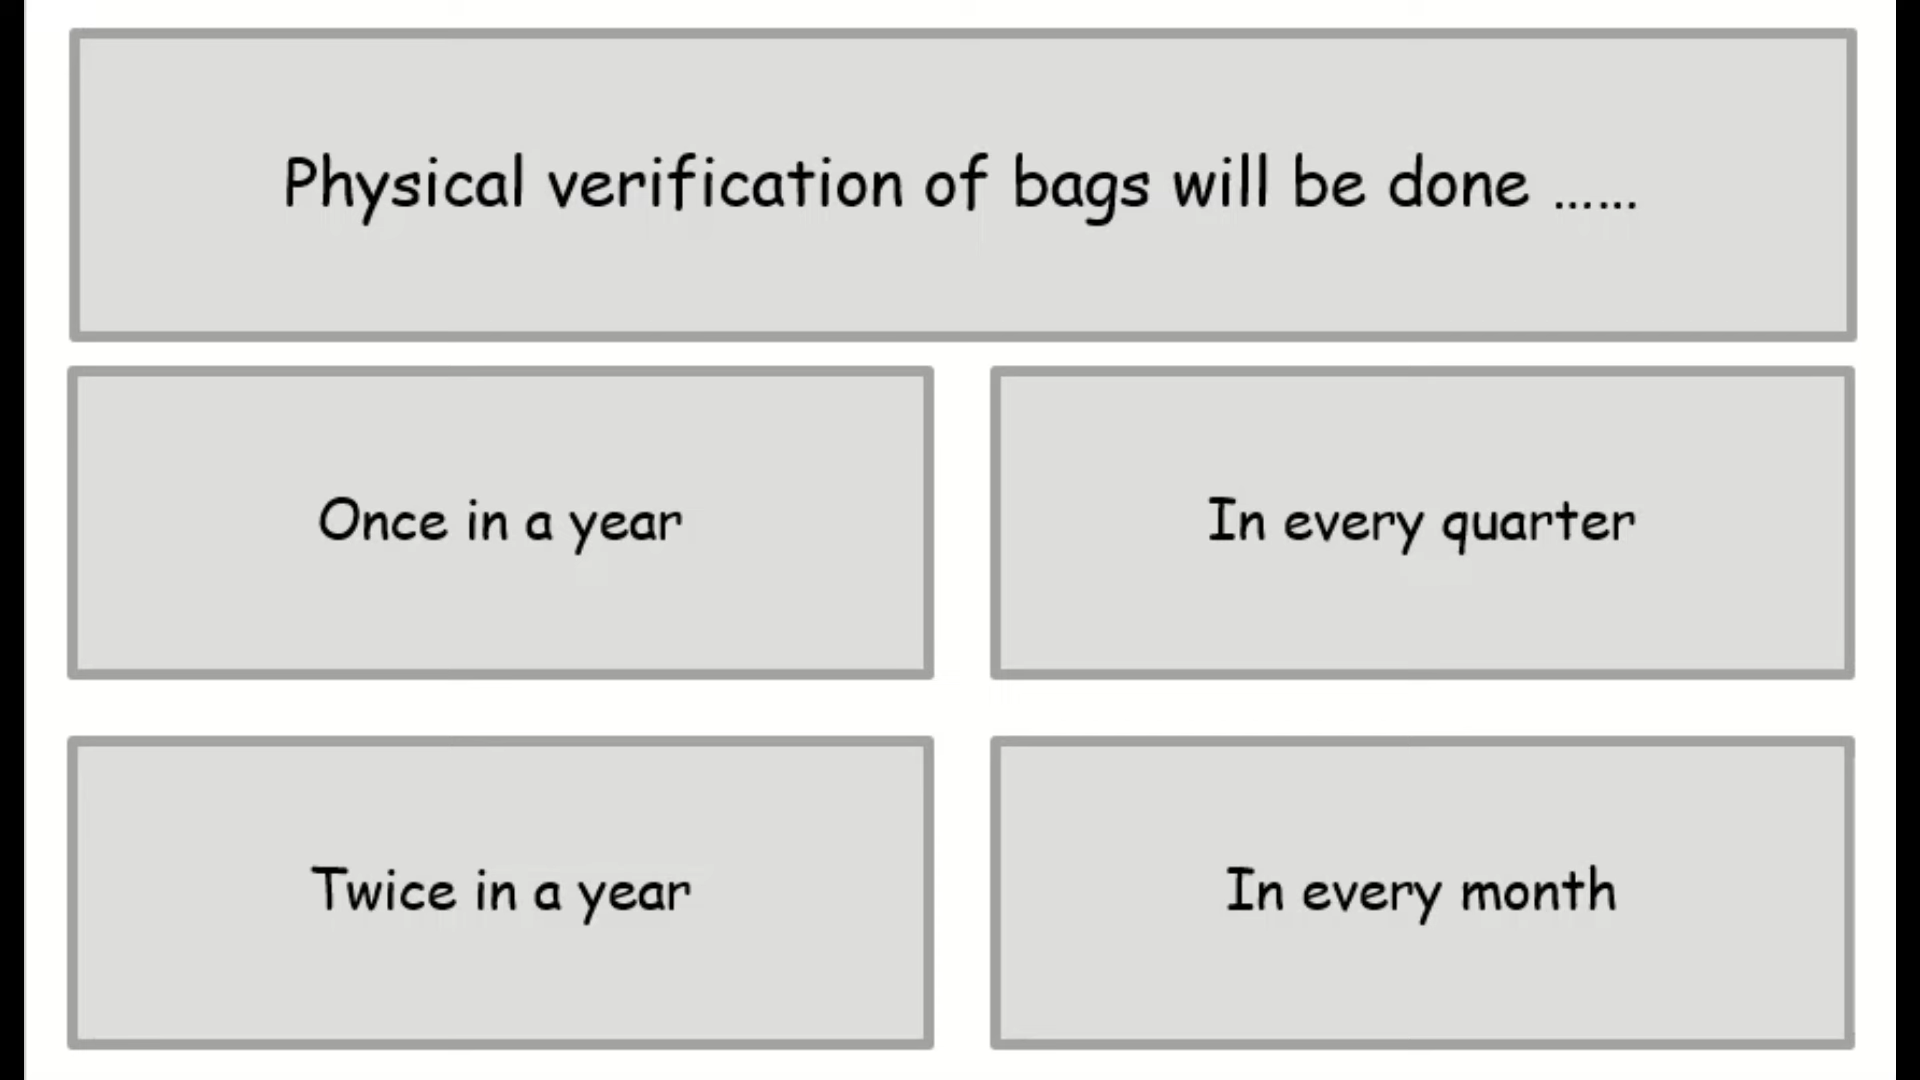 Physical verification of bags will be done ......
Once in a year
In every quarter
Twice in a year
In every month